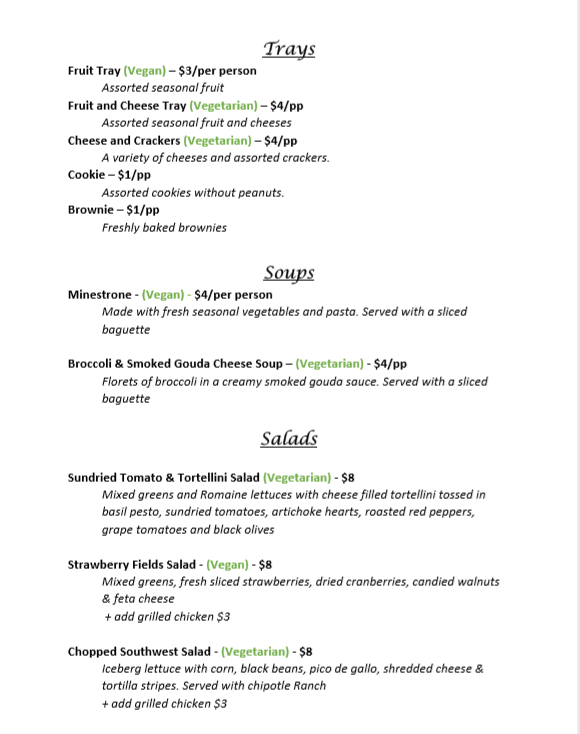 Trays
Fruit Tray (Vegan) – $3/per person
Assorted seasonal fruit
Fruit and Cheese Tray (Vegetarian) – $4/pp
Assorted seasonal fruit and cheeses
Cheese and Crackers (Vegetarian) – $4/pp
A variety of cheeses and assorted crackers.
Cookie – $1/pp
Assorted cookies without peanuts.
Brownie – $1/pp
Freshly baked brownies
Soups
Minestrone - (Vegan) - $4/per person
Made with fresh seasonal vegetables and pasta. Served with a sliced
baguette
Broccoli & Smoked Gouda Cheese Soup – (Vegetarian) - $4/pp
Florets of broccoli in a creamy smoked gouda sauce. Served with a sliced
baguette
Salads
Sundried Tomato & Tortellini Salad (Vegetarian) - $8
Mixed greens and Romaine lettuces with cheese filled tortellini tossed in
basil pesto, sundried tomatoes, artichoke hearts, roasted red peppers,
grape tomatoes and black olives
Strawberry Fields Salad - (Vegan) - $8
Mixed greens, fresh sliced strawberries, dried cranberries, candied walnuts
& feta cheese
+ add grilled chicken $3
Chopped Southwest Salad - (Vegetarian) - $8
Iceberg lettuce with corn, black beans, pico de gallo, shredded cheese &
tortilla stripes. Served with chipotle Ranch
+ add grilled chicken $3